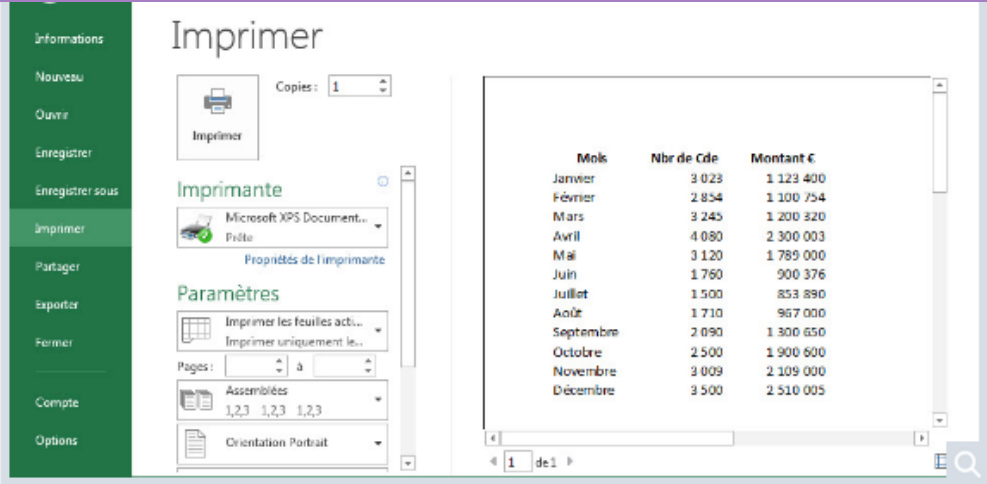 Informations
Nouveau
Ouvrir
Enregistrer
Enregistrer sous
Imprimer
Partager
Exporter
Fermer
Compte
Options
Imprimer
Imprimer
Copies : 1
Imprimante
Microsoft XPS Document...
Prête
Propriétés de l'imprimante
Paramètres
Imprimer les feuilles acti...
Imprimer uniquement le...
Pages : à
Assemblées
1,2,3 1,2,3 1,2,3
Orientation Portrait
Mois Nbr de Cde Montant €
Janvier 3 023 1 123 400
Février 2 854 1 100 754
Mars 3 245 1 200 320
Avril 4 080 2 300 003
Mai 3 120 1 789 000
Juin 1 760 900 376
Juillet 1 500 853 890
Août 1 710 967 000
Septembre 2 090 1 300 650
Octobre 2 500 1 900 600
Novembre 3 009 2 109 000
Décembre 3 500 2 510 005
1 de 1